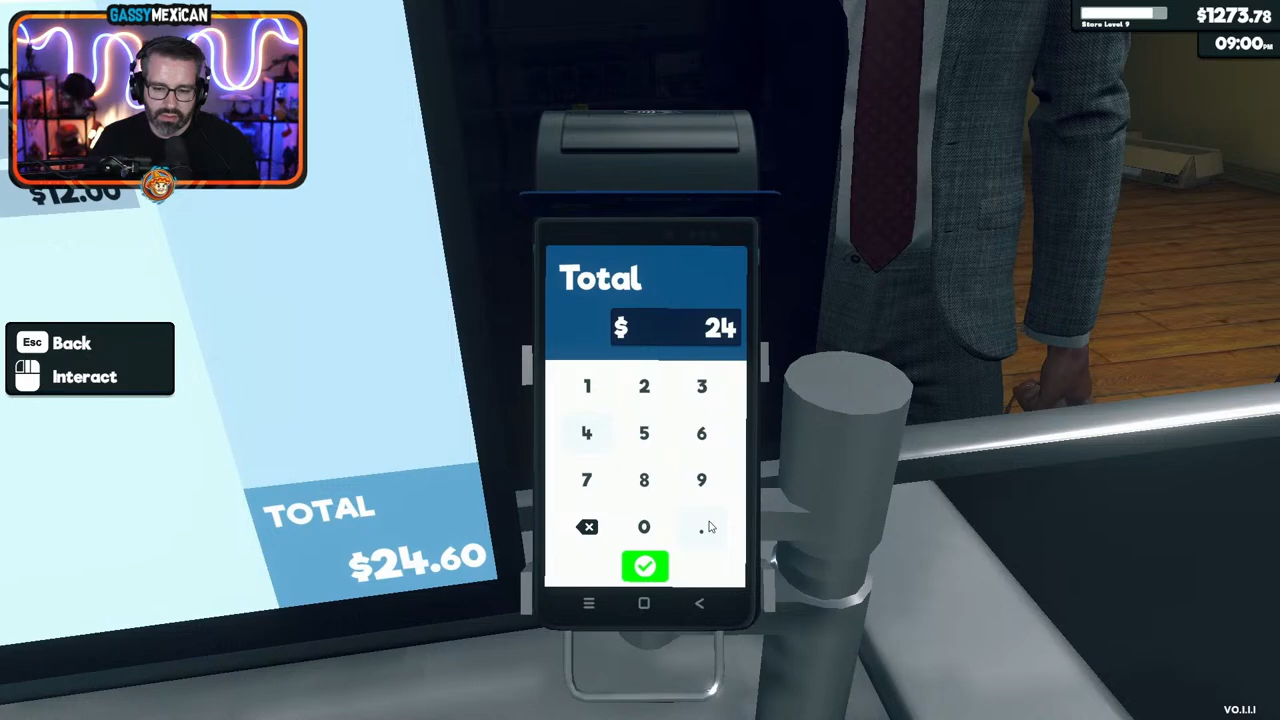 GASSYMEXICAN
$1273.78
Store Level 9
09:00PM
$12.00
Esc Back
Interact
Total
$ 24
1 2 3
4 5 6
7 8 9
0 .
TOTAL
$24.60
V0.1.1.1